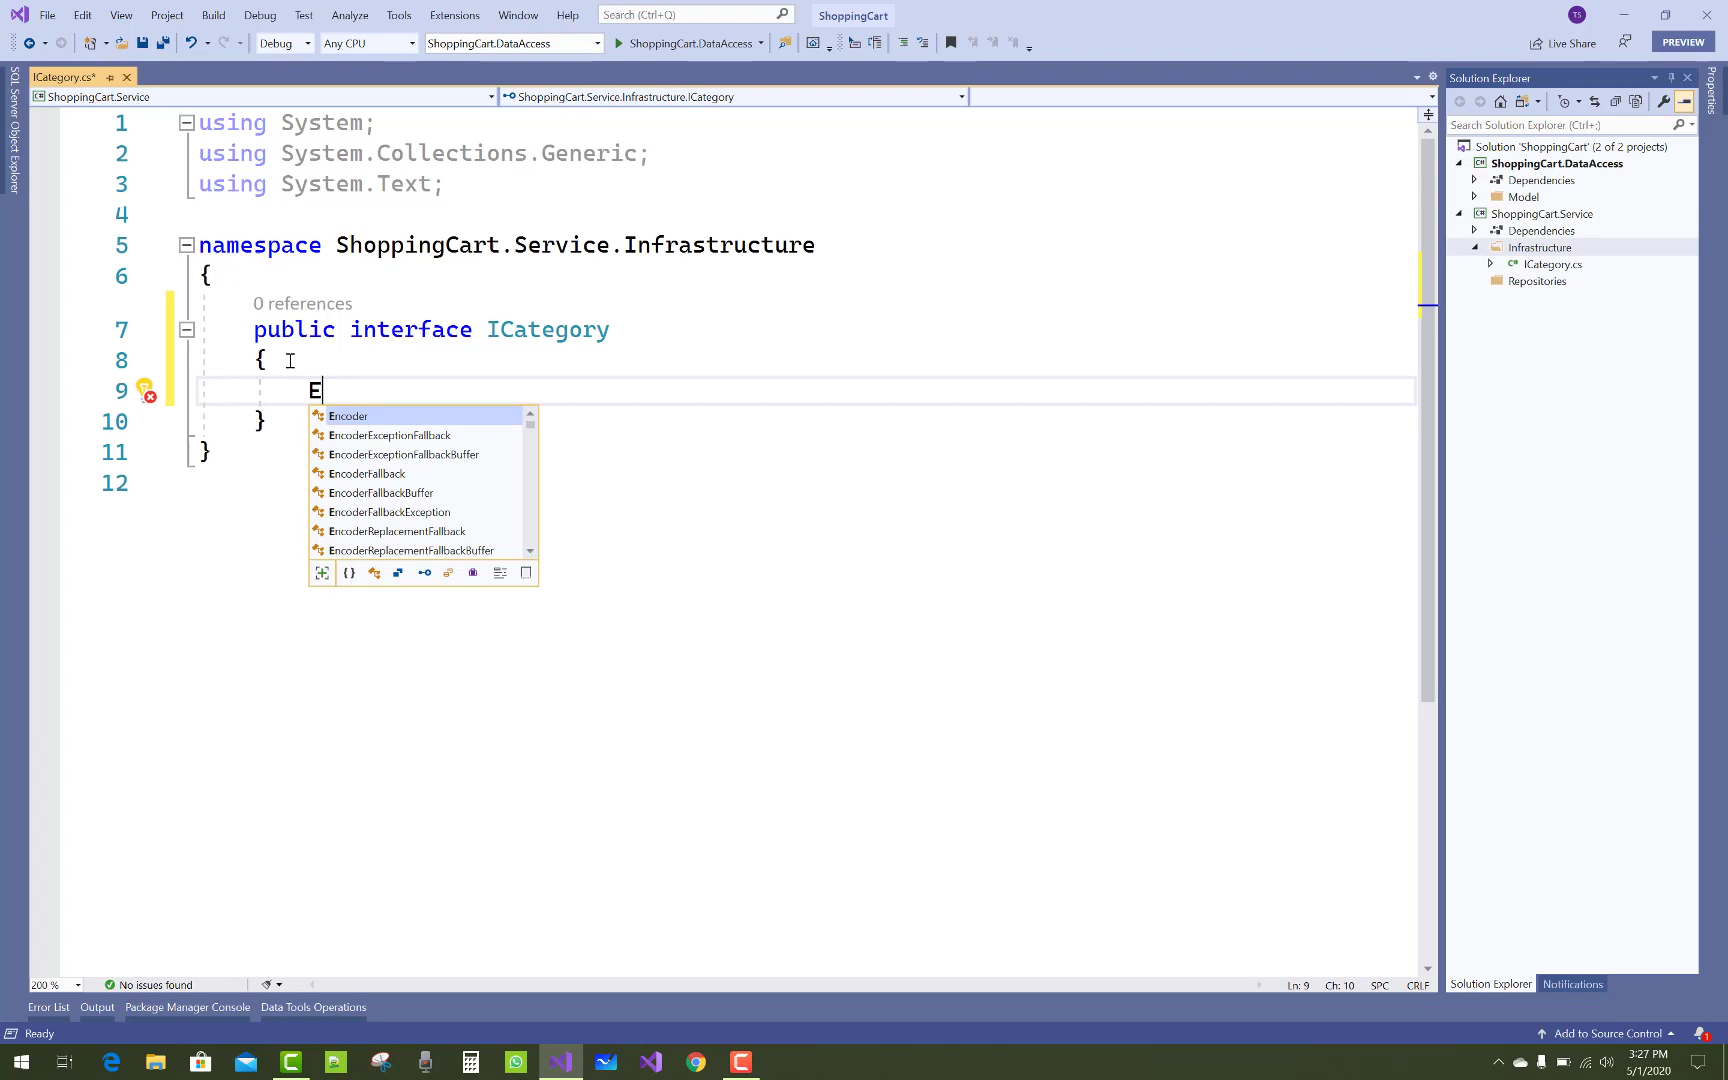 File Edit View Project Build Debug Test Analyze Tools Extensions Window Help Search (Ctrl+Q) ShoppingCart TS
Debug Any CPU ShoppingCart.DataAccess ShoppingCart.DataAccess Live Share PREVIEW
SQL Server Object Explorer
ICategory.cs*
ShoppingCart.Service ShoppingCart.Service.Infrastructure.ICategory
1 using System;
2 using System.Collections.Generic;
3 using System.Text;
4
5 namespace ShoppingCart.Service.Infrastructure
6 {
0 references
7 public interface ICategory
8 {
9 E
10 }
11 }
12
Encoder
EncoderExceptionFallback
EncoderExceptionFallbackBuffer
EncoderFallback
EncoderFallbackBuffer
EncoderFallbackException
EncoderReplacementFallback
EncoderReplacementFallbackBuffer
200 % No issues found Ln: 9 Ch: 10 SPC CRLF
Error List Output Package Manager Console Data Tools Operations
Solution Explorer
Search Solution Explorer (Ctrl+;)
Solution 'ShoppingCart' (2 of 2 projects)
ShoppingCart.DataAccess
Dependencies
Model
ShoppingCart.Service
Dependencies
Infrastructure
ICategory.cs
Repositories
Solution Explorer Notifications
Properties
Ready Add to Source Control 1
3:27 PM
5/1/2020